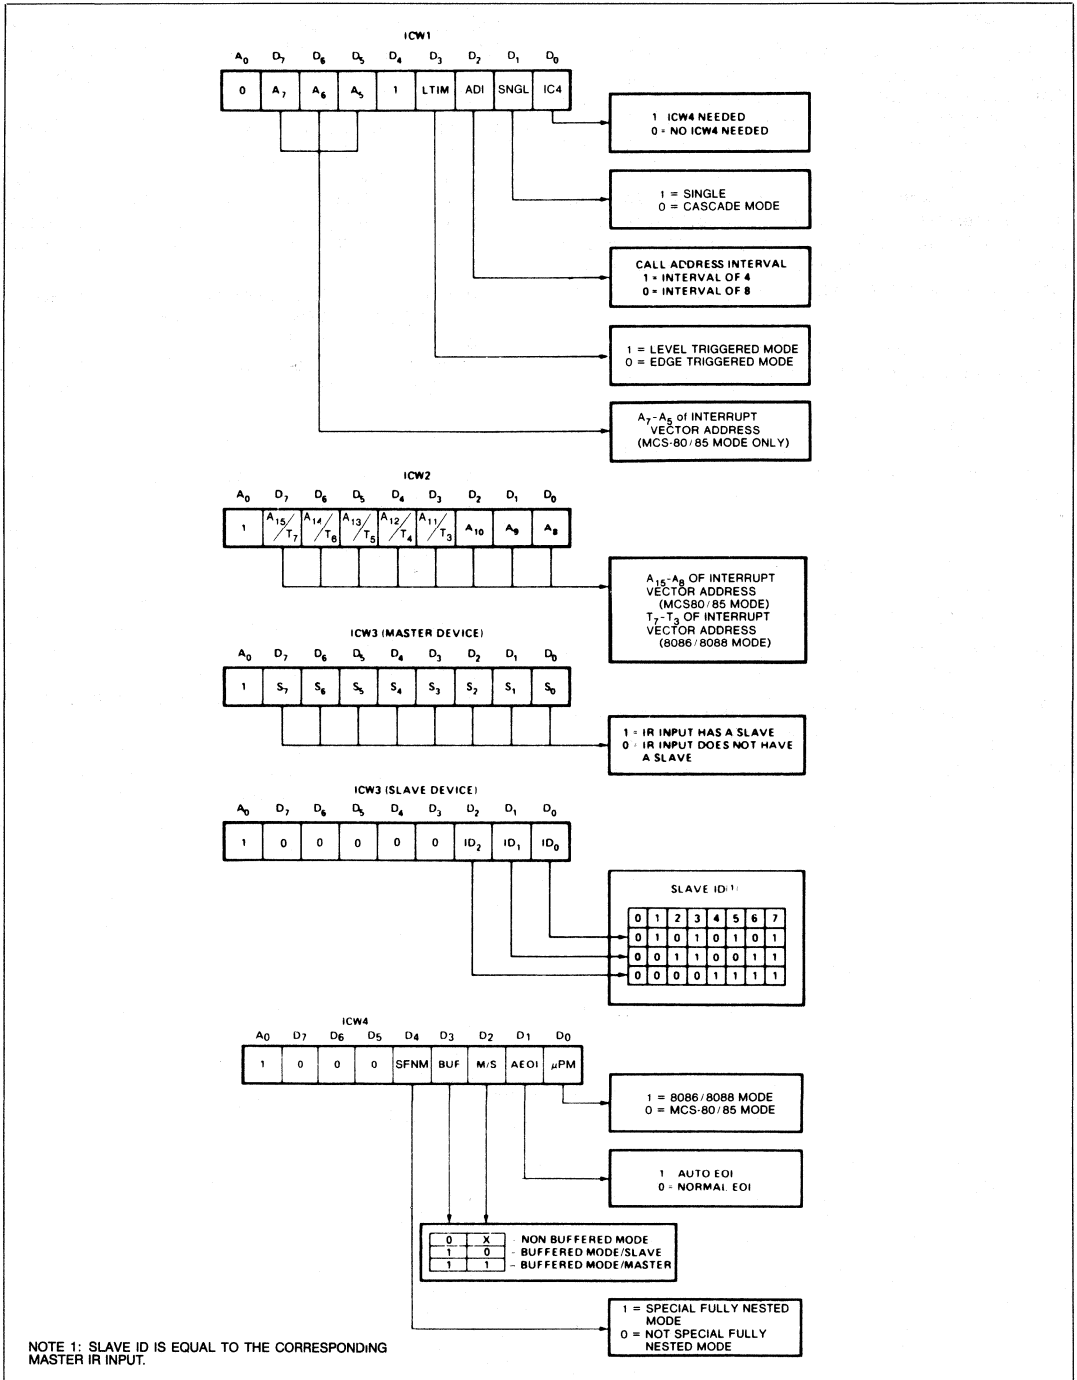 ICW1
A0 D7 D6 D5 D4 D3 D2 D1 D0
0 A7 A6 A5 1 LTIM ADI SNGL IC4
1 ICW4 NEEDED
0 = NO ICW4 NEEDED
1 = SINGLE
0 = CASCADE MODE
CALL ADDRESS INTERVAL
1 = INTERVAL OF 4
0 = INTERVAL OF 8
1 = LEVEL TRIGGERED MODE
0 = EDGE TRIGGERED MODE
A7-A5 of INTERRUPT
VECTOR ADDRESS
(MCS-80/85 MODE ONLY)
ICW2
A0 D7 D6 D5 D4 D3 D2 D1 D0
1 A15/T7 A14/T6 A13/T5 A12/T4 A11/T3 A10 A9 A8
A15-A8 OF INTERRUPT
VECTOR ADDRESS
(MCS80/85 MODE)
T7-T3 OF INTERRUPT
VECTOR ADDRESS
(8086/8088 MODE)
ICW3 (MASTER DEVICE)
A0 D7 D6 D5 D4 D3 D2 D1 D0
1 S7 S6 S5 S4 S3 S2 S1 S0
1 = IR INPUT HAS A SLAVE
0 = IR INPUT DOES NOT HAVE
A SLAVE
ICW3 (SLAVE DEVICE)
A0 D7 D6 D5 D4 D3 D2 D1 D0
1 0 0 0 0 0 ID2 ID1 ID0
SLAVE ID(1)
0 1 2 3 4 5 6 7
0 1 0 1 0 1 0 1
0 0 1 1 0 0 1 1
0 0 0 0 1 1 1 1
ICW4
A0 D7 D6 D5 D4 D3 D2 D1 D0
1 0 0 0 SFNM BUF M/S AEOI μPM
1 = 8086/8088 MODE
0 = MCS-80/85 MODE
1 AUTO EOI
0 = NORMAL EOI
0 X - NON BUFFERED MODE
1 0 - BUFFERED MODE/SLAVE
1 1 - BUFFERED MODE/MASTER
1 = SPECIAL FULLY NESTED
MODE
0 = NOT SPECIAL FULLY
NESTED MODE
NOTE 1: SLAVE ID IS EQUAL TO THE CORRESPONDING
MASTER IR INPUT.